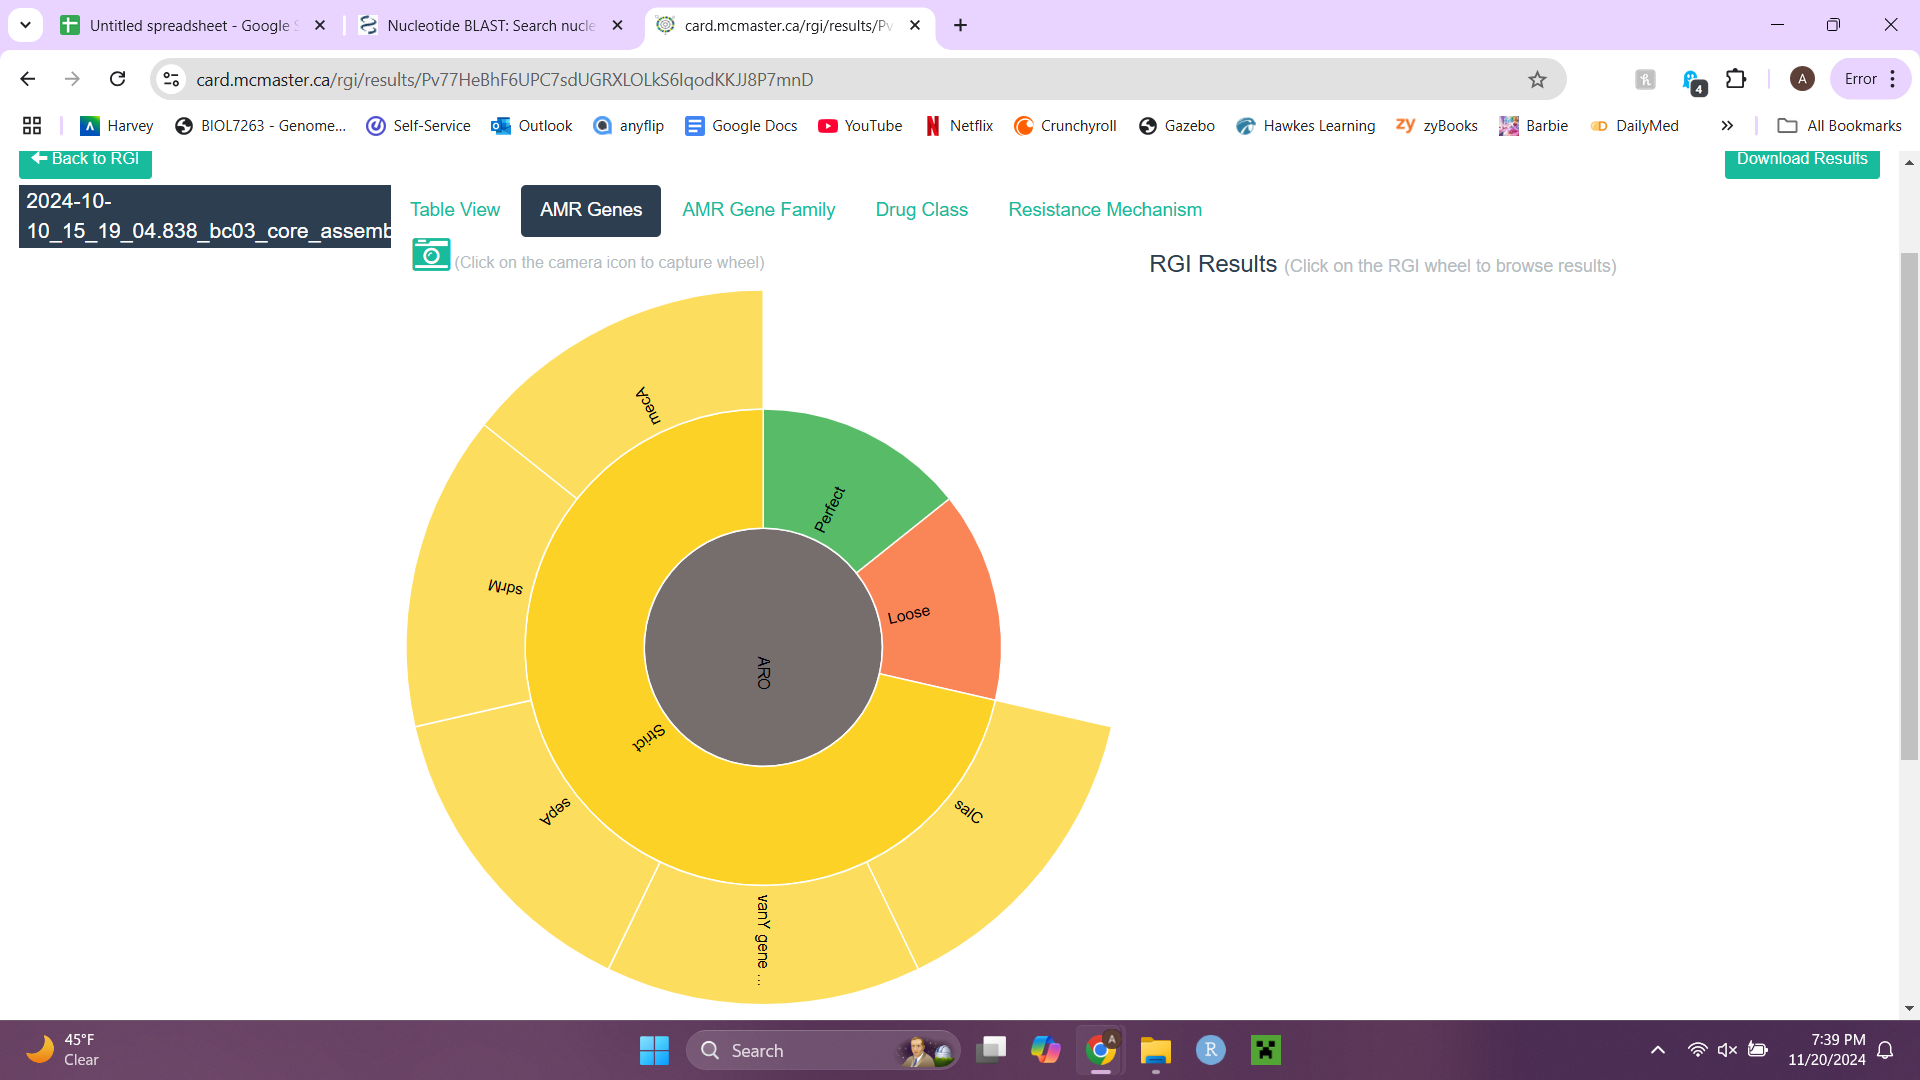 Untitled spreadsheet - Google S
Nucleotide BLAST: Search nucle
card.mcmaster.ca/rgi/results/Pv
card.mcmaster.ca/rgi/results/Pv77HeBhF6UPC7sdUGRXLOLkS6IqodKKJJ8P7mnD
4
A
Error
Harvey
BIOL7263 - Genome...
Self-Service
Outlook
anyflip
Google Docs
YouTube
Netflix
Crunchyroll
Gazebo
Hawkes Learning
zy zyBooks
Barbie
DailyMed
All Bookmarks
Back to RGI
Download Results
2024-10-
10_15_19_04.838_bc03_core_assemb
Table View
AMR Genes
AMR Gene Family
Drug Class
Resistance Mechanism
(Click on the camera icon to capture wheel)
RGI Results (Click on the RGI wheel to browse results)
mecA
Perfect
sdrM
Loose
ARO
Strict
sepA
salC
vanY gene ...
45°F
Clear
Search
A
R
7:39 PM
11/20/2024